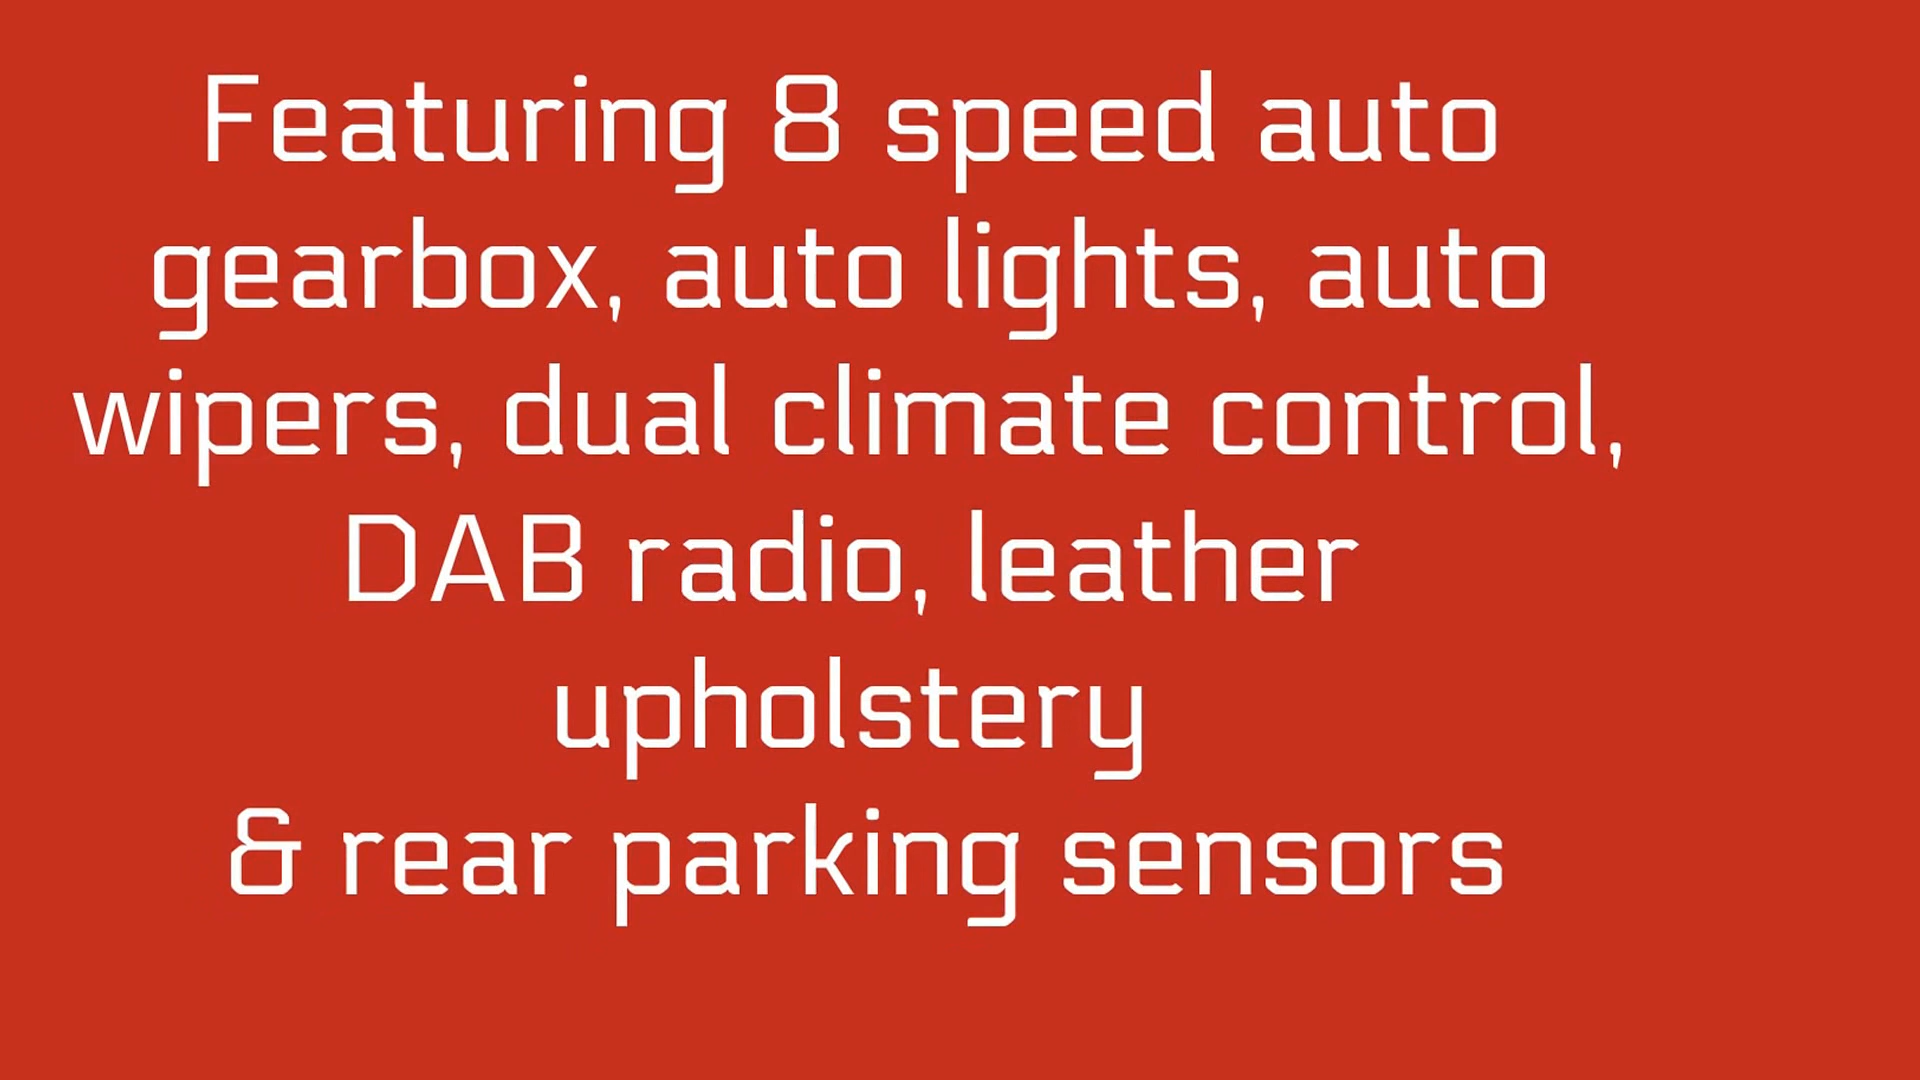 Featuring 8 speed auto
gearbox, auto lights, auto
wipers, dual climate control,
DAB radio, leather
upholstery
& rear parking sensors